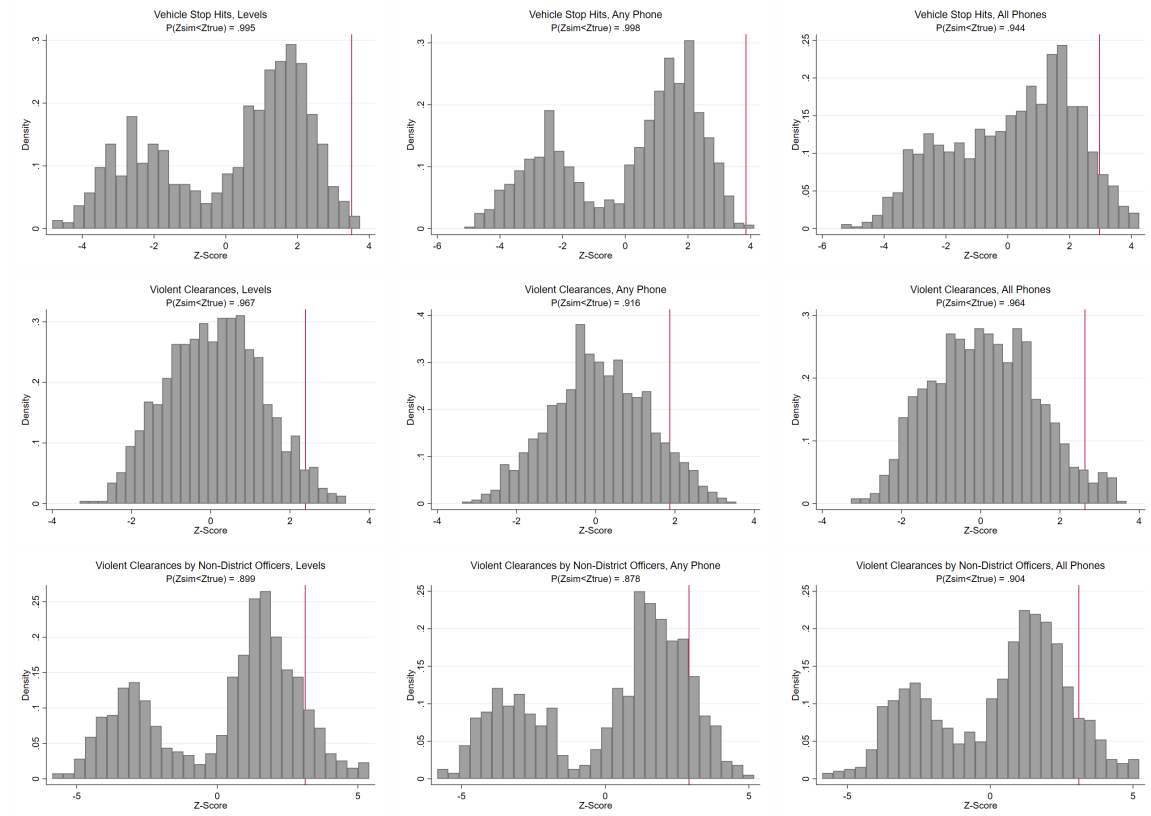 Vehicle Stop Hits, Levels
P(Zsim<Ztrue) = .995
Density
0 .1 .2 .3
-4 -2 0 2 4
Z-Score
Vehicle Stop Hits, Any Phone
P(Zsim<Ztrue) = .998
Density
0 .1 .2 .3
-6 -4 -2 0 2 4
Z-Score
Vehicle Stop Hits, All Phones
P(Zsim<Ztrue) = .944
Density
0 .05 .1 .15 .2 .25
-6 -4 -2 0 2 4
Z-Score
Violent Clearances, Levels
P(Zsim<Ztrue) = .967
Density
0 .1 .2 .3
-4 -2 0 2 4
Z-Score
Violent Clearances, Any Phone
P(Zsim<Ztrue) = .916
Density
0 .1 .2 .3 .4
-4 -2 0 2 4
Z-Score
Violent Clearances, All Phones
P(Zsim<Ztrue) = .964
Density
0 .1 .2 .3
-4 -2 0 2 4
Z-Score
Violent Clearances by Non-District Officers, Levels
P(Zsim<Ztrue) = .899
Density
0 .05 .1 .15 .2 .25
-5 0 5
Z-Score
Violent Clearances by Non-District Officers, Any Phone
P(Zsim<Ztrue) = .878
Density
0 .05 .1 .15 .2 .25
-5 0 5
Z-Score
Violent Clearances by Non-District Officers, All Phones
P(Zsim<Ztrue) = .904
Density
0 .05 .1 .15 .2 .25
-5 0 5
Z-Score